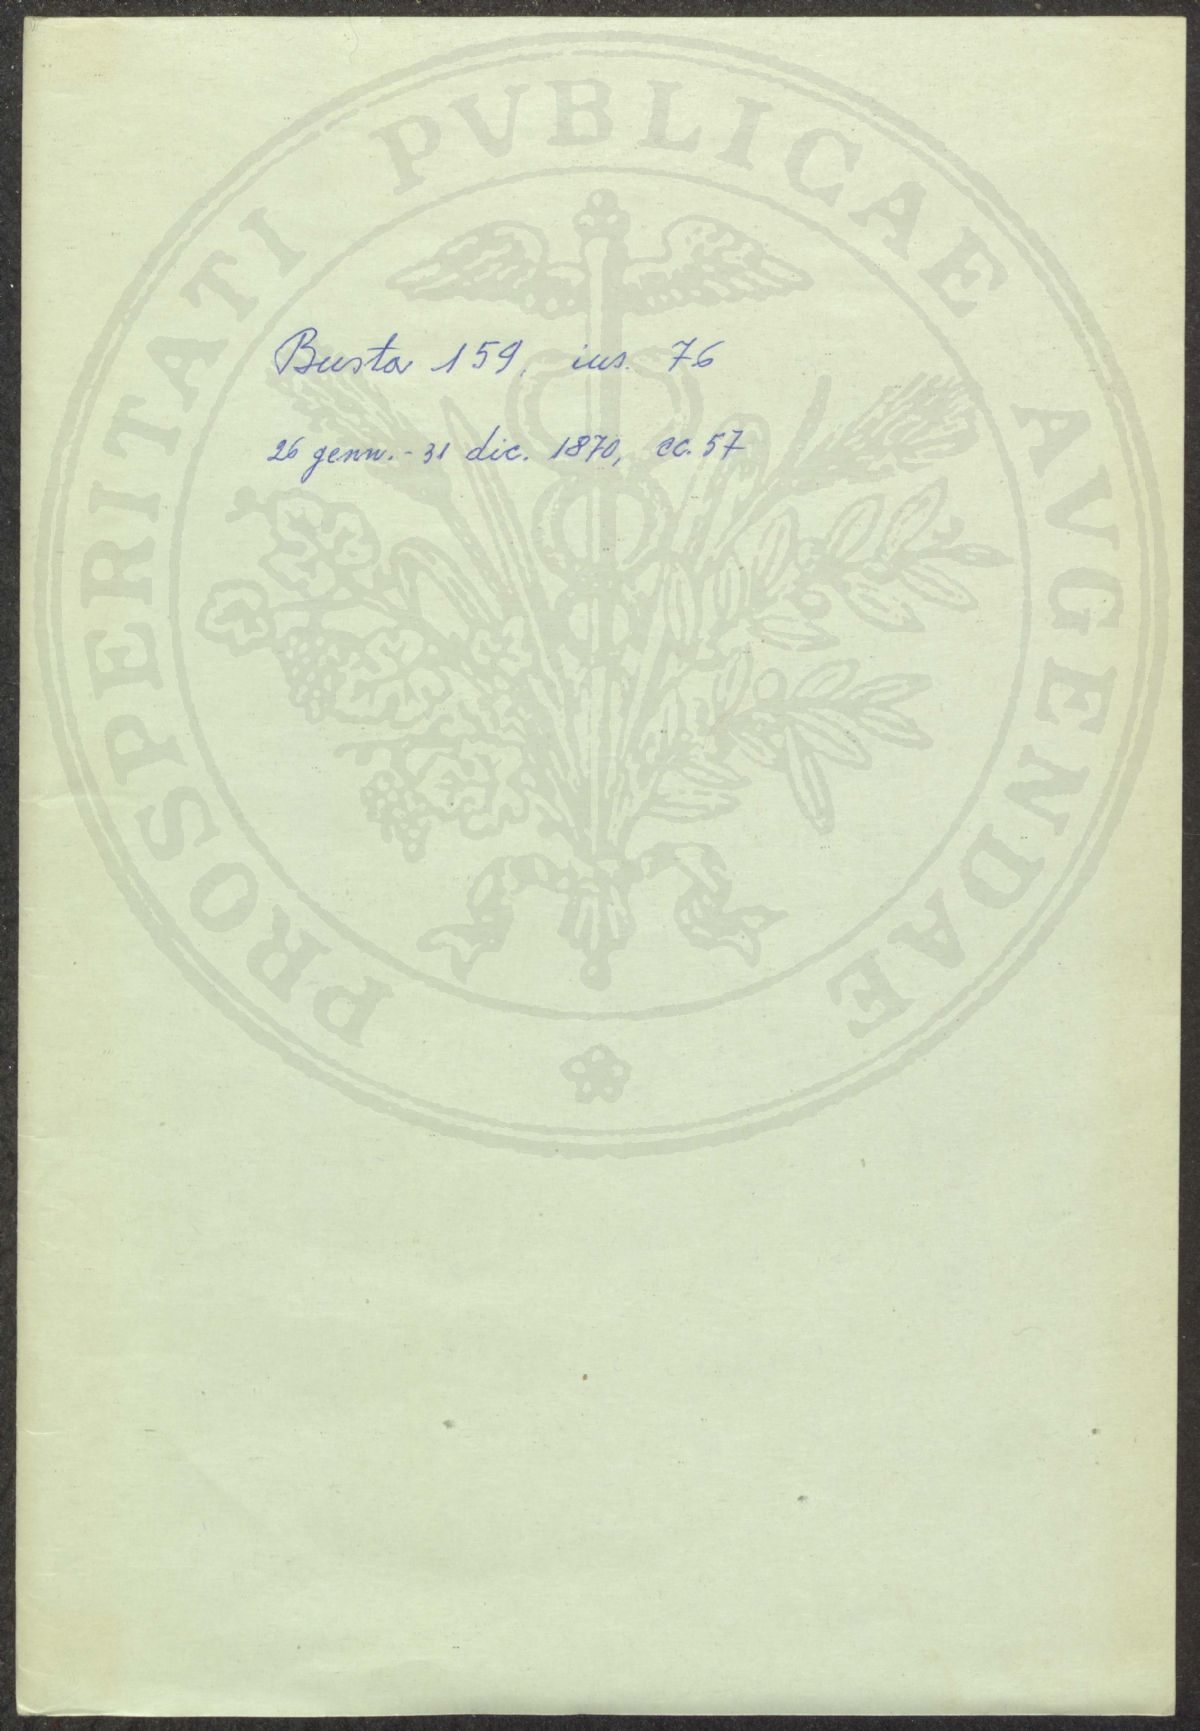 Busta 159, ins. 76
26 genn. - 31 dic. 1870, cc. 57
PROSPERITATI PVBLICAE AVGENDAE